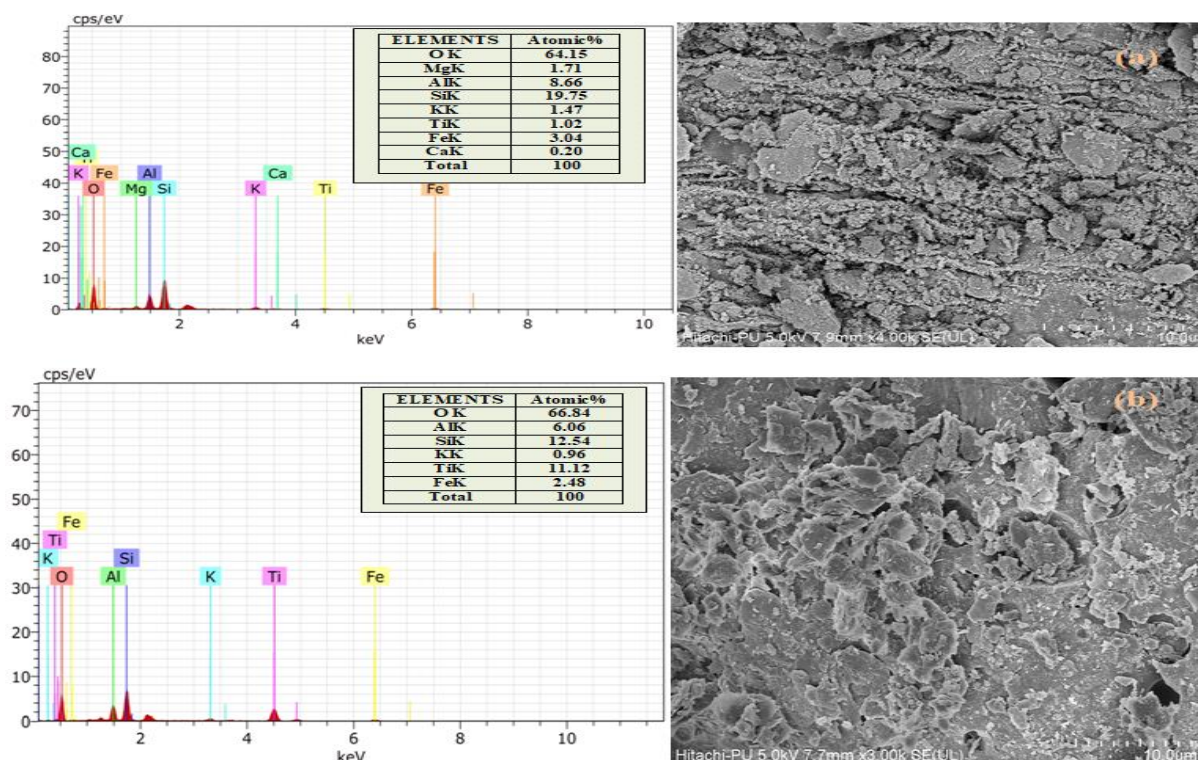 cps/eV
ELEMENTS Atomic%
O K 64.15
MgK 1.71
AlK 8.66
SiK 19.75
KK 1.47
TiK 1.02
FeK 3.04
CaK 0.20
Total 100
80
70
60
50
40
30
20
10
0
Ca
K Fe Al Ca
O Mg Si K Ti Fe
2 4 6 8 10
keV
(a)
Hitachi-PU 5.0kV 7.9mm x4.00k SE(UL) 10.0um
cps/eV
ELEMENTS Atomic%
O K 66.84
AlK 6.06
SiK 12.54
KK 0.96
TiK 11.12
FeK 2.48
Total 100
70
60
50
40
30
20
10
0
Fe
Ti
K Si
O Al K Ti Fe
2 4 6 8 10
keV
(b)
Hitachi-PU 5.0kV 7.7mm x3.00k SE(UL) 10.0um